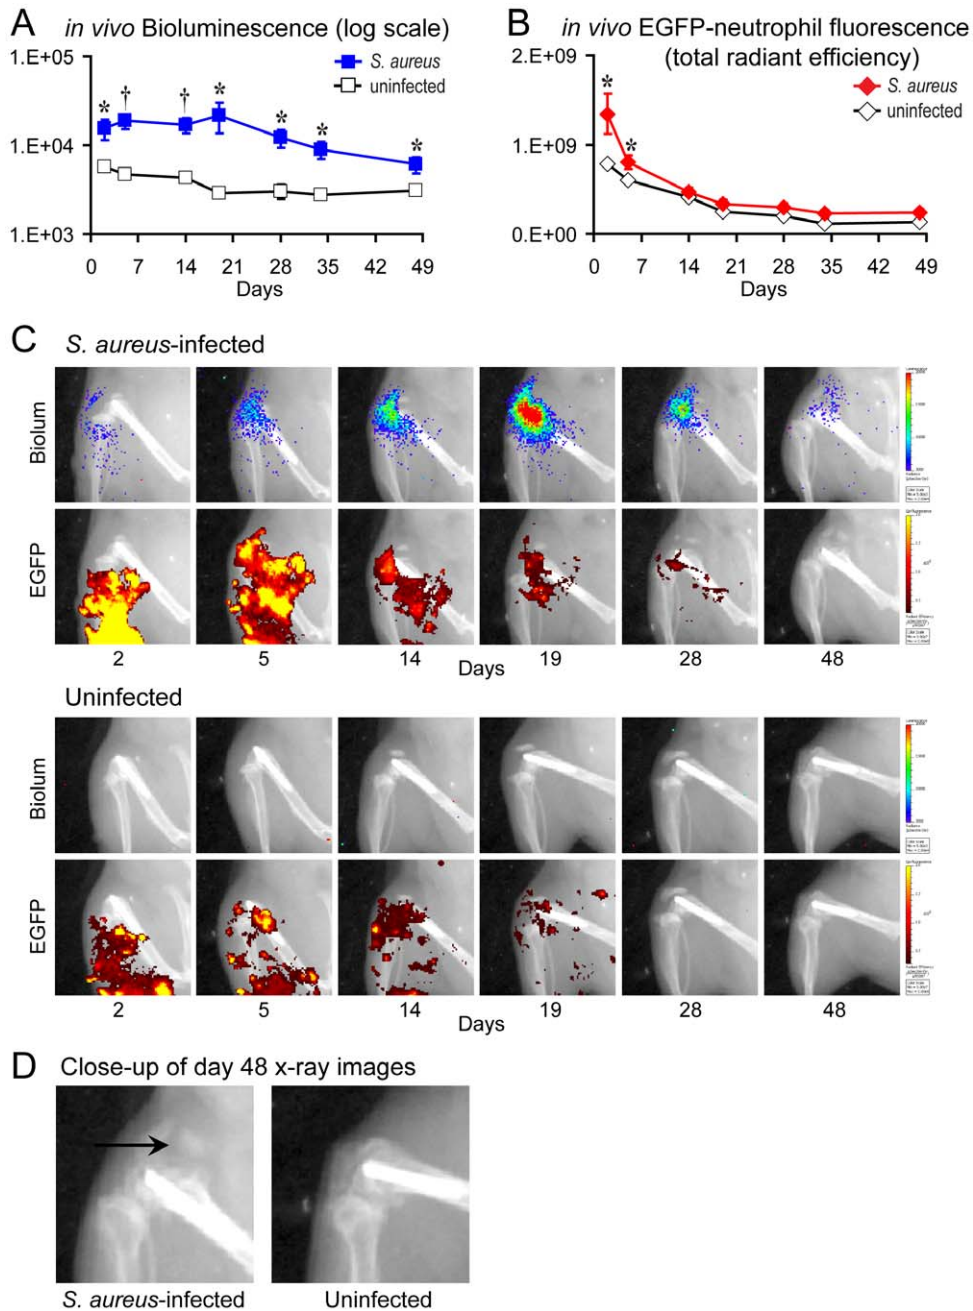 A in vivo Bioluminescence (log scale)
1.E+05
S. aureus
uninfected
* † † * * * *
1.E+04
1.E+03
0 7 14 21 28 35 42 49
Days
B in vivo EGFP-neutrophil fluorescence
(total radiant efficiency)
2.E+09
S. aureus
uninfected
*
*
1.E+09
0.E+00
0 7 14 21 28 35 42 49
Days
C
S. aureus-infected
Biolum
EGFP
2 5 14 19 28 48
Days
Uninfected
Biolum
EGFP
2 5 14 19 28 48
Days
D Close-up of day 48 x-ray images
S. aureus-infected
Uninfected